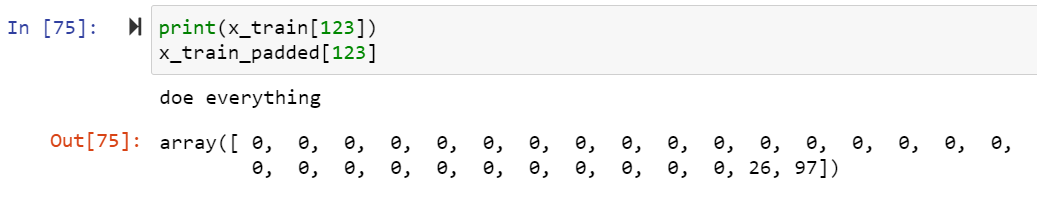 In [75]: print(x_train[123])
x_train_padded[123]
doe everything
Out[75]: array([ 0, 0, 0, 0, 0, 0, 0, 0, 0, 0, 0, 0, 0, 0, 0, 0, 0,
0, 0, 0, 0, 0, 0, 0, 0, 0, 0, 0, 26, 97])